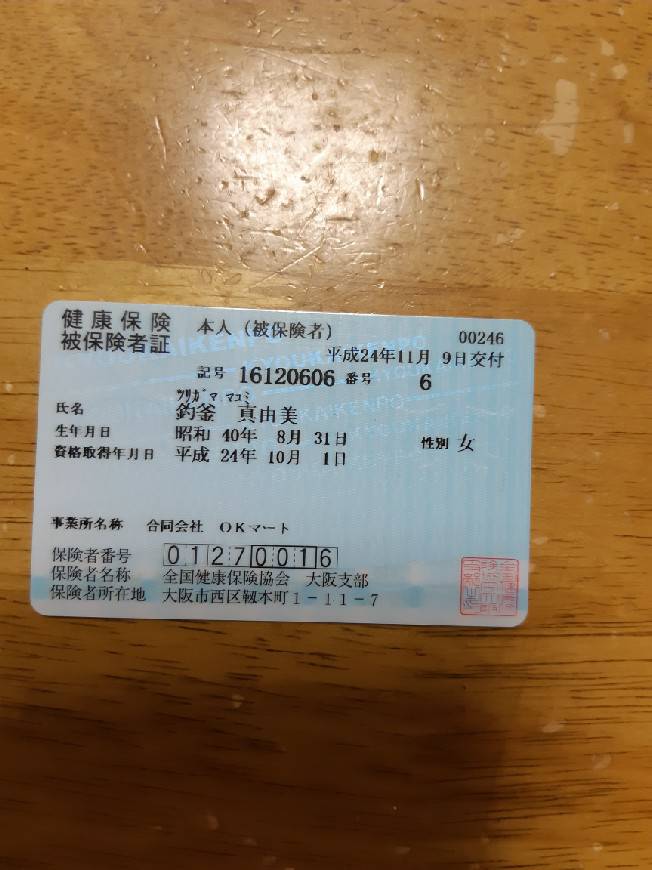 健康保険 本人（被保険者） 00246
被保険者証 平成24年11月 9日交付
記号 16120606 番号 6
ﾂﾘｶﾞﾏ ﾏﾕﾐ
氏名 釣釜 真由美
生年月日 昭和 40年 8月 31日 性別 女
資格取得年月日 平成 24年 10月 1日
事業所名称 合同会社 OKマート
保険者番号 01270016
保険者名称 全国健康保険協会 大阪支部
保険者所在地 大阪市西区靱本町1-11-7